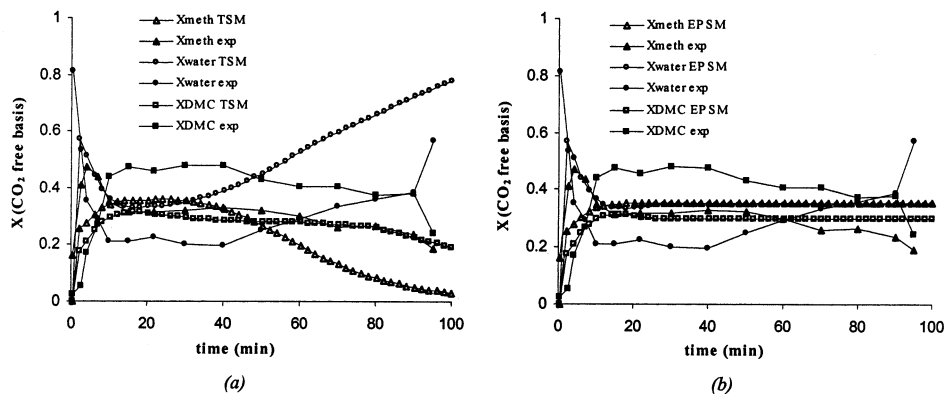 1
0.8
0.6
0.4
0.2
0
X (CO2 free basis)
Xmeth TSM
Xmeth exp
Xwater TSM
Xwater exp
XDMC TSM
XDMC exp
0 20 40 60 80 100
time (min)
(a)
1
0.8
0.6
0.4
0.2
0
X (CO2 free basis)
Xmeth EPSM
Xmeth exp
Xwater EPSM
Xwater exp
XDMC EPSM
XDMC exp
0 20 40 60 80 100
time (min)
(b)